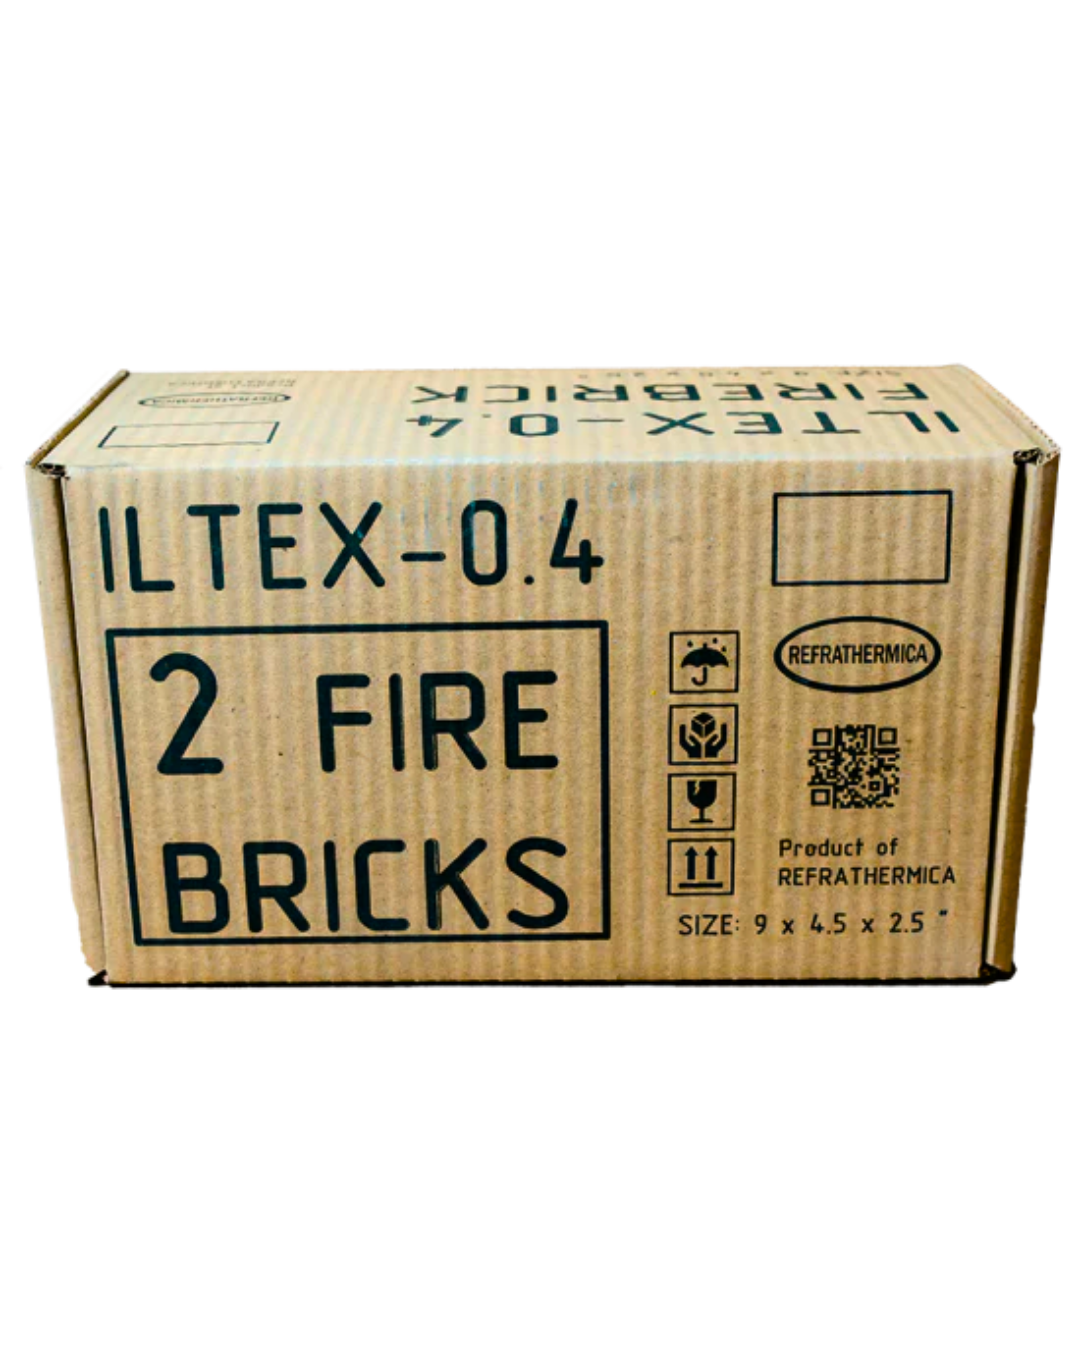 ILTEX-0.4
FIREBRICK
REFRATHERMICA
ILTEX-0.4
2 FIRE
BRICKS
REFRATHERMICA
Product of
REFRATHERMICA
SIZE: 9 x 4.5 x 2.5 "